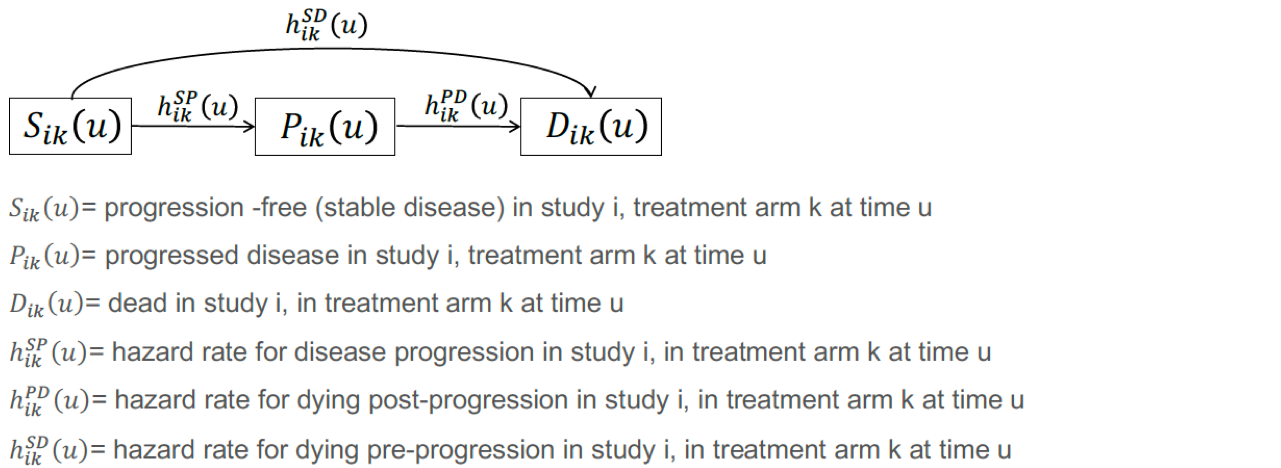 h_{ik}^{SD}(u)
S_{ik}(u) h_{ik}^{SP}(u) P_{ik}(u) h_{ik}^{PD}(u) D_{ik}(u)
S_{ik}(u)= progression -free (stable disease) in study i, treatment arm k at time u
P_{ik}(u)= progressed disease in study i, treatment arm k at time u
D_{ik}(u)= dead in study i, in treatment arm k at time u
h_{ik}^{SP}(u)= hazard rate for disease progression in study i, in treatment arm k at time u
h_{ik}^{PD}(u)= hazard rate for dying post-progression in study i, in treatment arm k at time u
h_{ik}^{SD}(u)= hazard rate for dying pre-progression in study i, in treatment arm k at time u